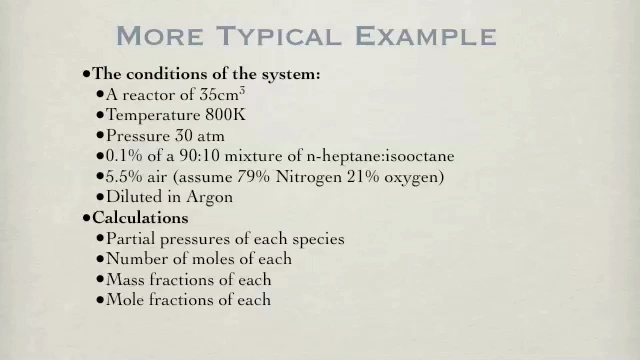 More Typical Example
•The conditions of the system:
•A reactor of 35cm³
•Temperature 800K
•Pressure 30 atm
•0.1% of a 90:10 mixture of n-heptane:isooctane
•5.5% air (assume 79% Nitrogen 21% oxygen)
•Diluted in Argon
•Calculations
•Partial pressures of each species
•Number of moles of each
•Mass fractions of each
•Mole fractions of each